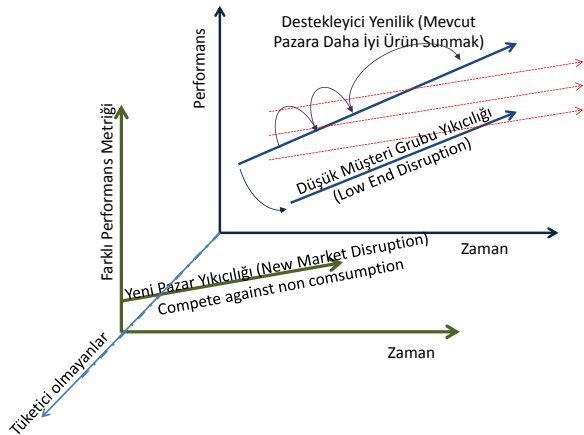 Destekleyici Yenilik (Mevcut
Pazara Daha İyi Ürün Sunmak)
Performans
Düşük Müşteri Grubu Yıkıcılığı
(Low End Disruption)
Zaman
Farklı Performans Metriği
Yeni Pazar Yıkıcılığı (New Market Disruption)
Compete against non comsumption
Zaman
Tüketici olmayanlar